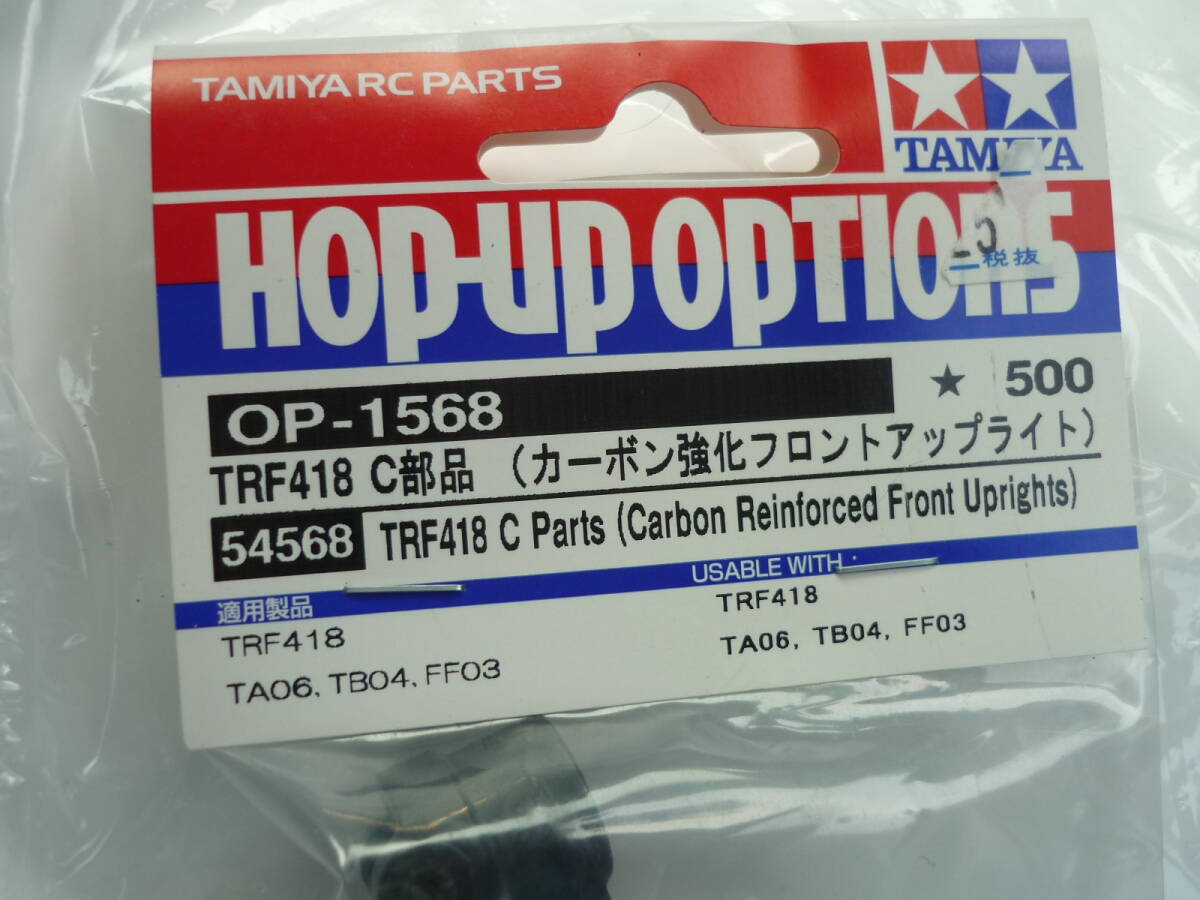 TAMIYA RC PARTS
TAMIYA
HOP-UP OPTIONS
税抜
OP-1568
★ 500
TRF418 C部品 (カーボン強化フロントアップライト)
54568 TRF418 C Parts (Carbon Reinforced Front Uprights)
適用製品
TRF418
TA06, TB04, FF03
USABLE WITH
TRF418
TA06, TB04, FF03